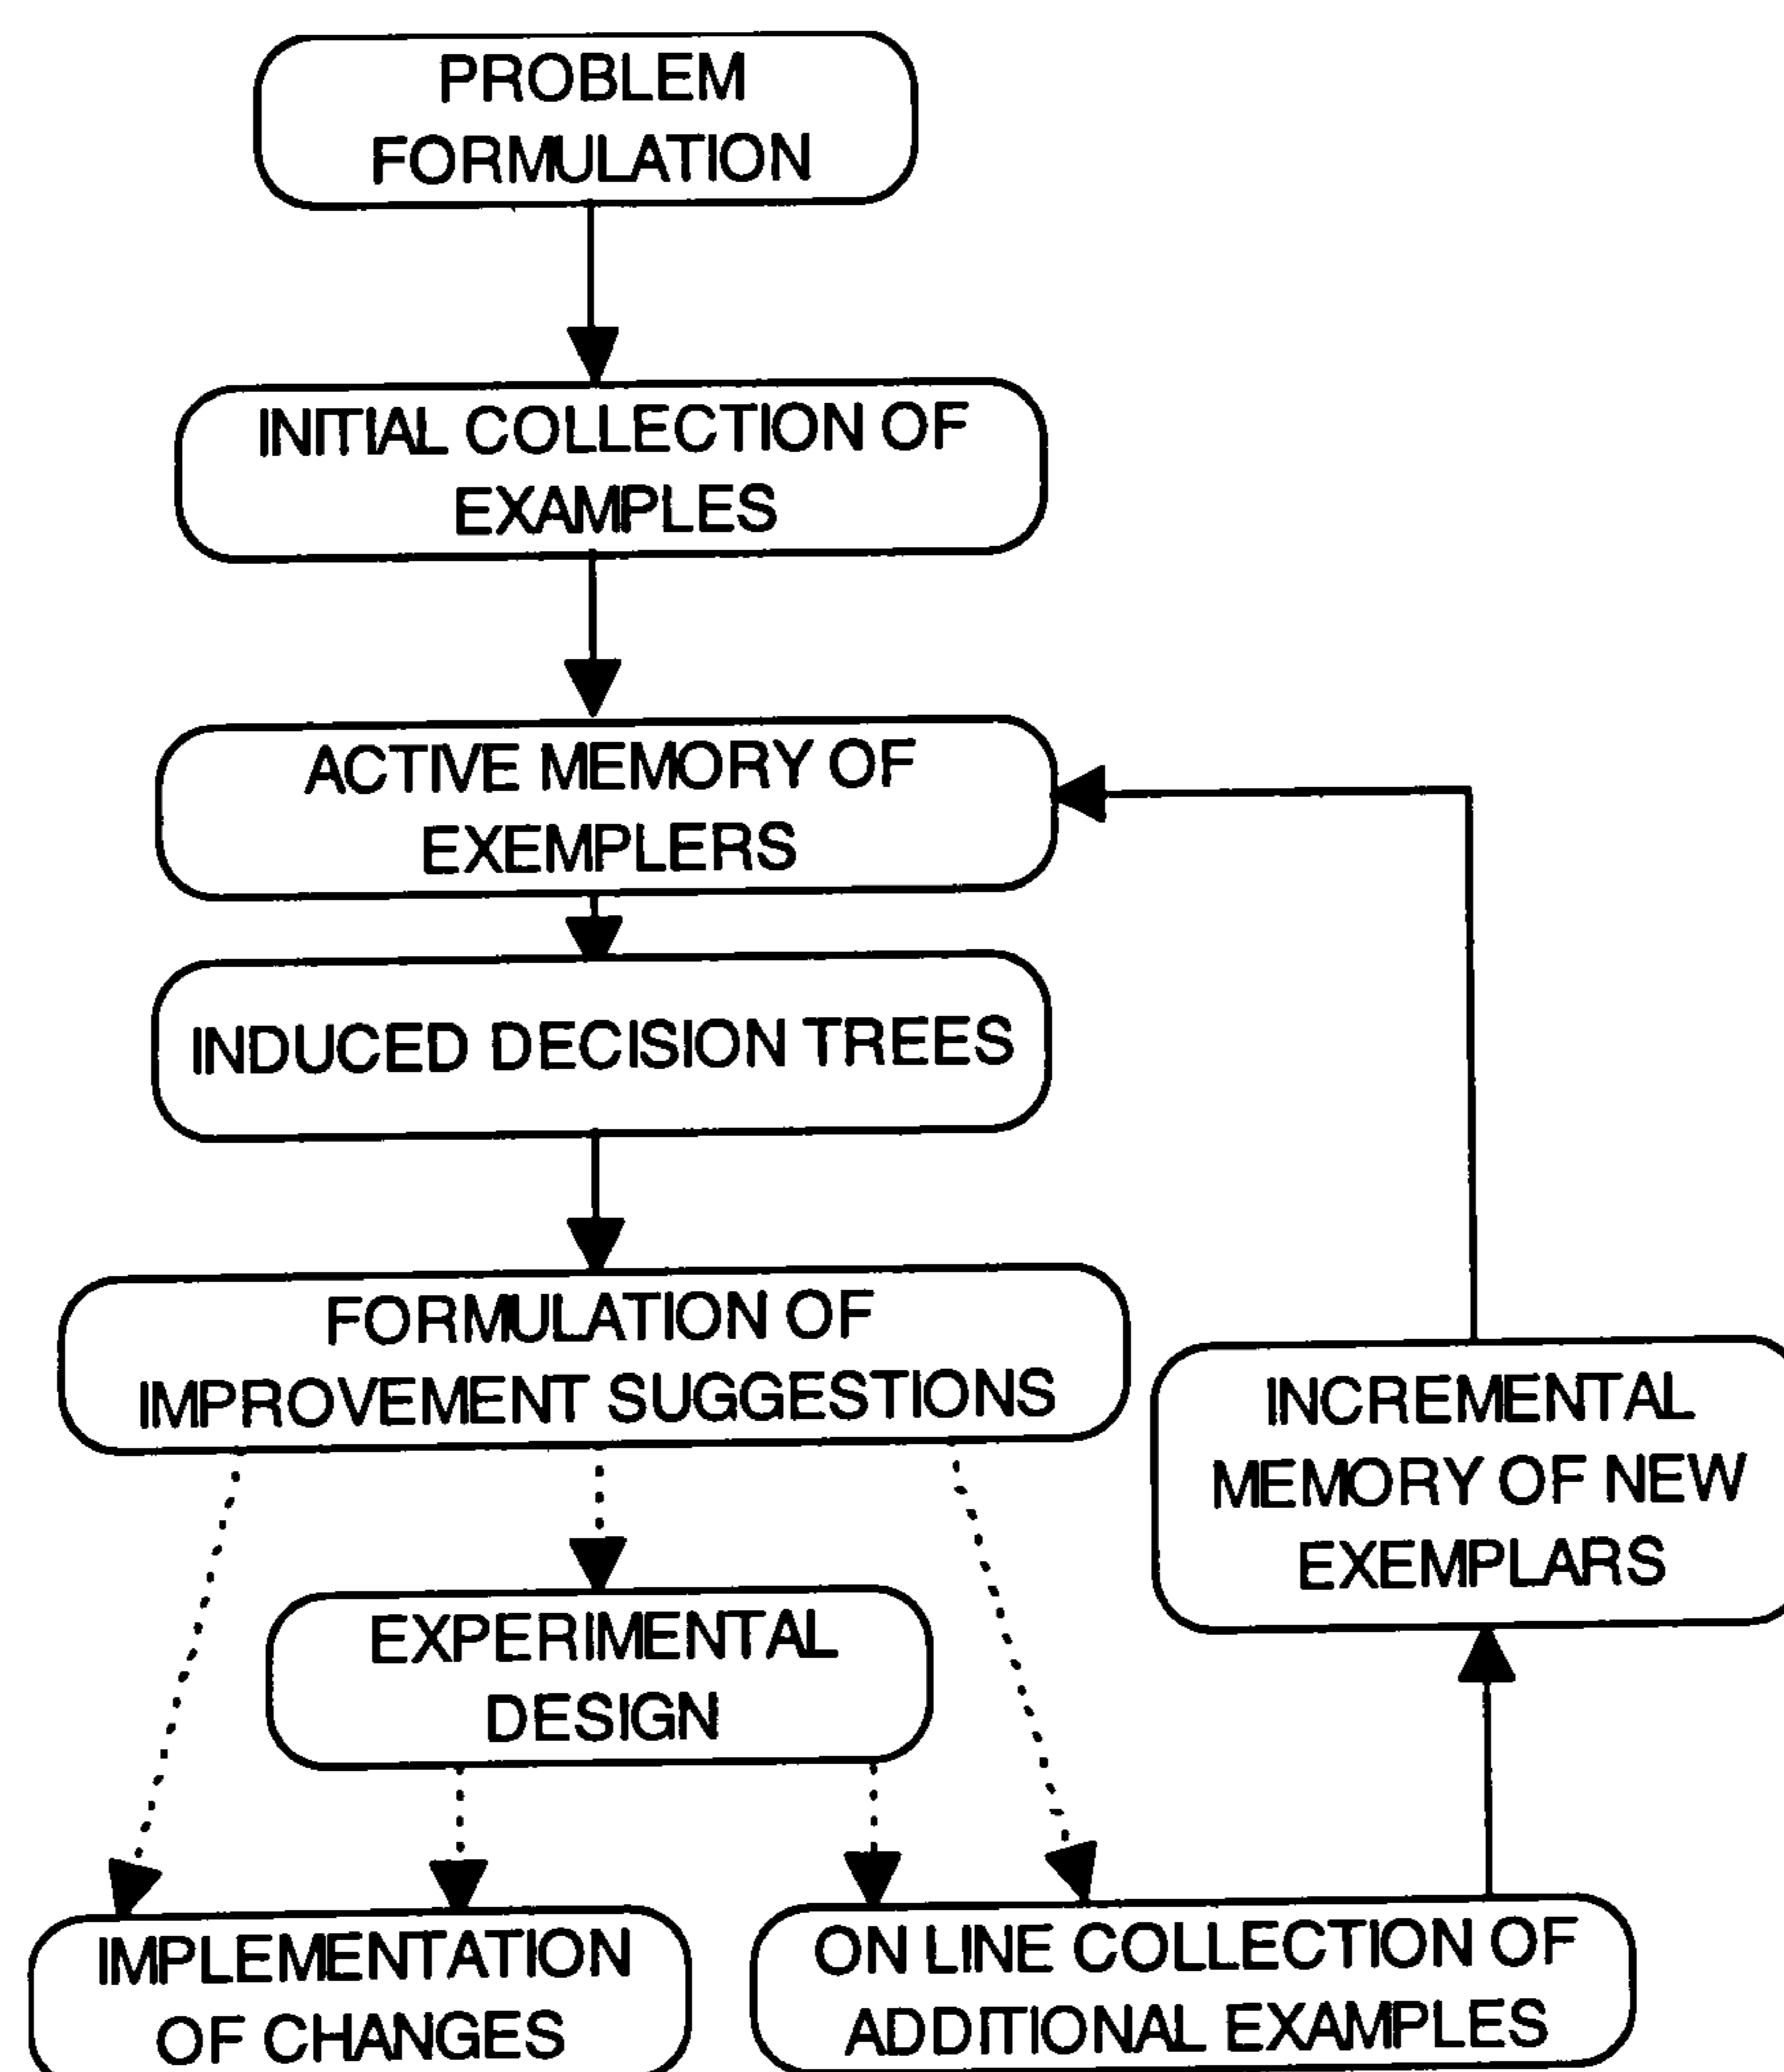 PROBLEM
FORMULATION
INITIAL COLLECTION OF
EXAMPLES
ACTIVE MEMORY OF
EXEMPLERS
INDUCED DECISION TREES
FORMULATION OF
IMPROVEMENT SUGGESTIONS
INCREMENTAL
MEMORY OF NEW
EXEMPLARS
EXPERIMENTAL
DESIGN
IMPLEMENTATION
OF CHANGES
ON LINE COLLECTION OF
ADDITIONAL EXAMPLES